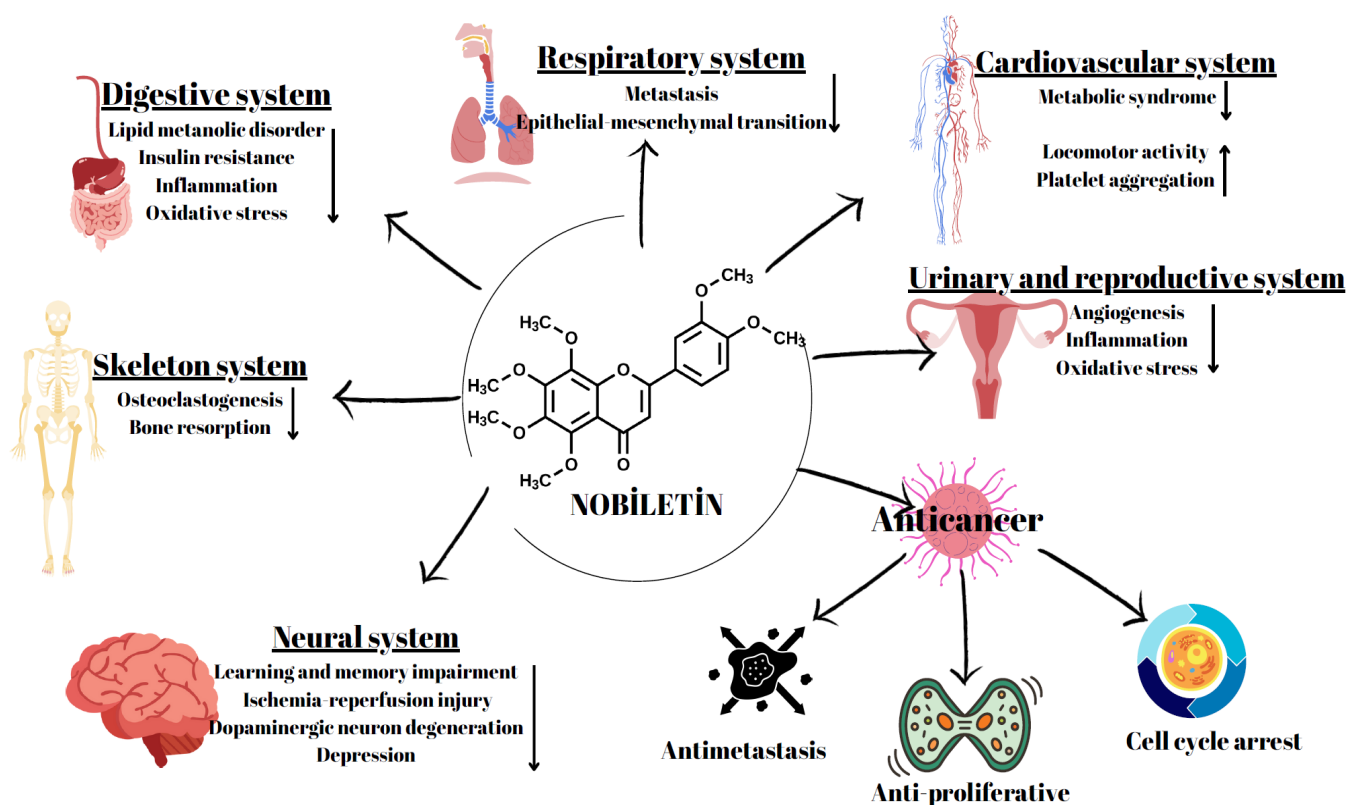 Respiratory system
Metastasis
Epithelial-mesenchymal transition
Cardiovascular system
Metabolic syndrome
Locomotor activity
Platelet aggregation
Digestive system
Lipid metanolic disorder
Insulin resistance
Inflammation
Oxidative stress
Urinary and reproductive system
Angiogenesis
Inflammation
Oxidative stress
Skeleton system
Osteoclastogenesis
Bone resorption
O
CH₃
O
CH₃
H₃C
O
H₃C
O
O
H₃C
O
H₃C
O
O
NOBİLETİN
Anticancer
Neural system
Learning and memory impairment
Ischemia-reperfusion injury
Dopaminergic neuron degeneration
Depression
Antimetastasis
Anti-proliferative
Cell cycle arrest